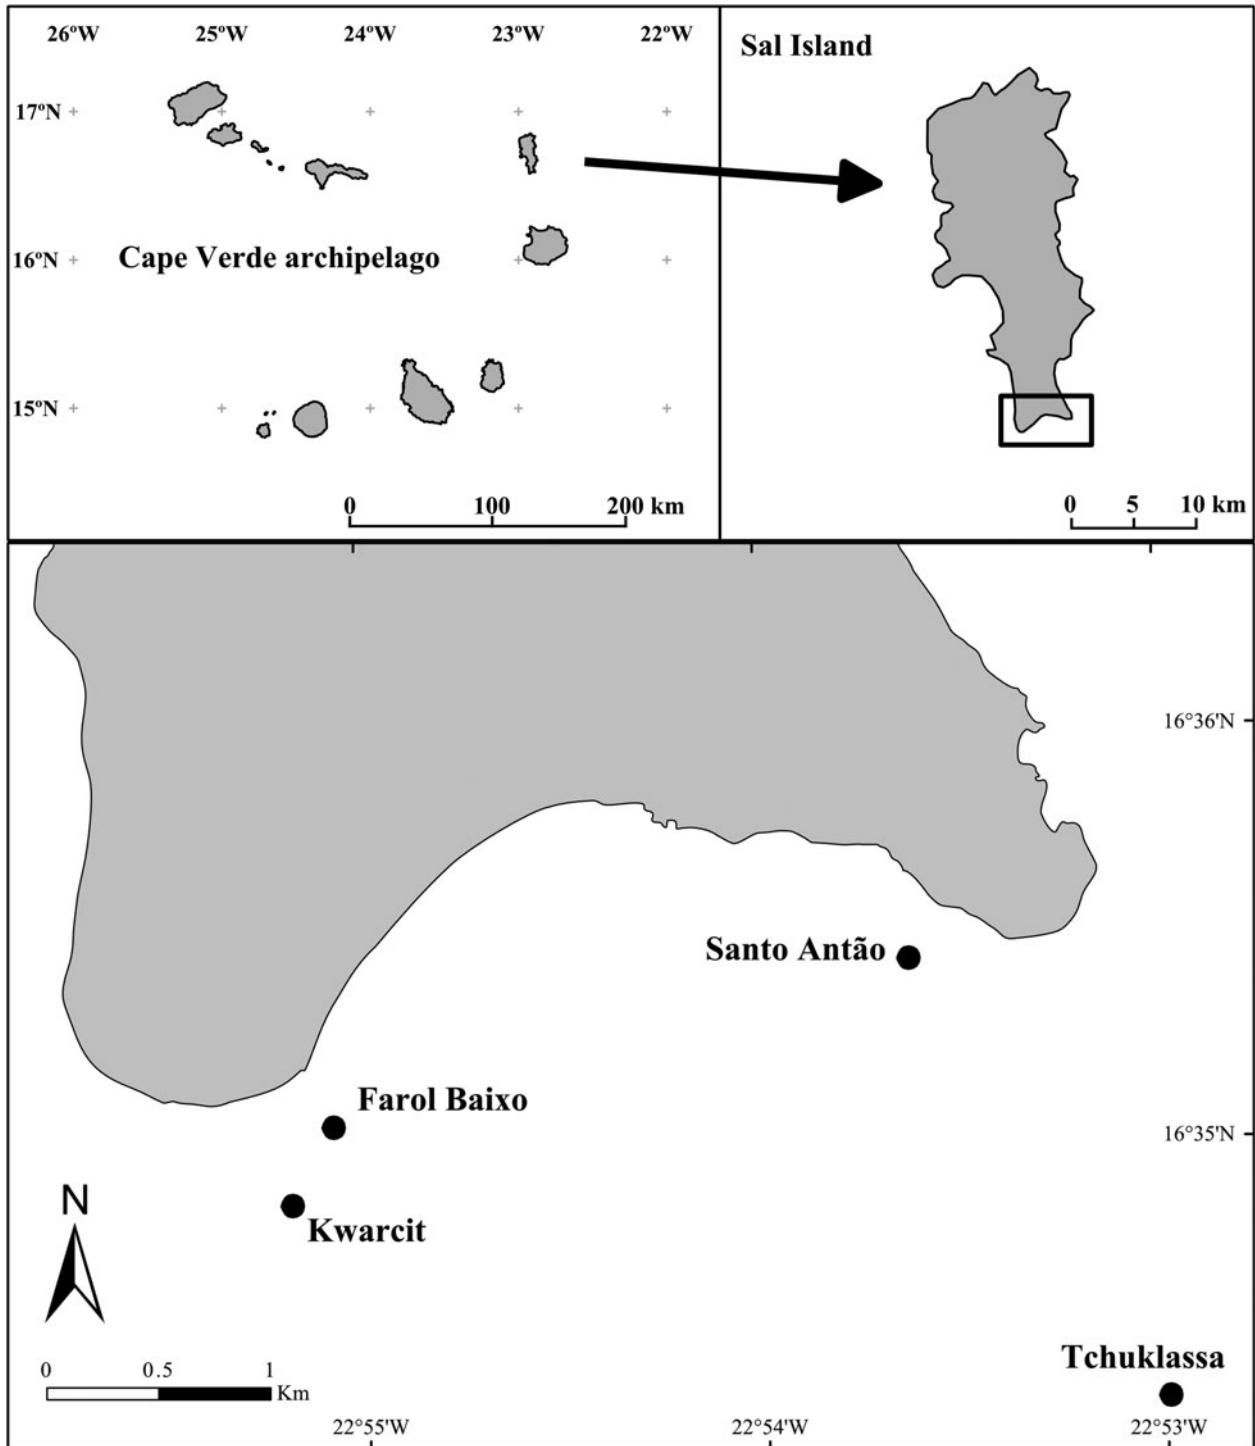 26ºW 25ºW 24ºW 23ºW 22ºW
Sal Island
17ºN
16ºN
Cape Verde archipelago
15ºN
0 100 200 km
0 5 10 km
16°36'N
Santo Antão
Farol Baixo
16°35'N
N
Kwarcit
Tchuklassa
0 0.5 1
Km
22°55'W 22°54'W 22°53'W